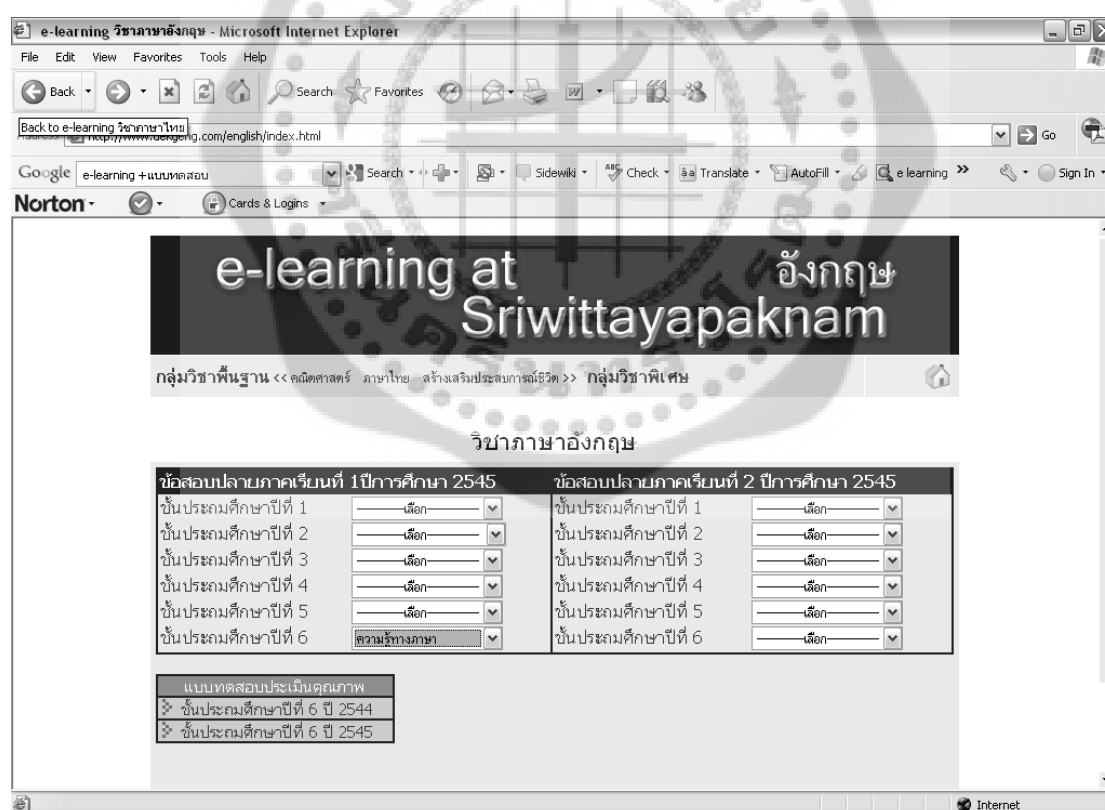 e-learning วิชาภาษาอังกฤษ - Microsoft Internet Explorer
File Edit View Favorites Tools Help
Back Search Favorites
Back to e-learning วิชาภาษาไทย
http://www.dekgeng.com/english/index.html Go
Google e-learning +แบบทดสอบ Search Sidewiki Check Translate AutoFill e learning Sign In
Norton Cards & Logins
e-learning at อังกฤษ
Sriwittayapaknam
กลุ่มวิชาพื้นฐาน << คณิตศาสตร์ ภาษาไทย สร้างเสริมประสบการณ์ชีวิต >> กลุ่มวิชาพิเศษ
วิชาภาษาอังกฤษ
ข้อสอบปลายภาคเรียนที่ 1ปีการศึกษา 2545 ข้อสอบปลายภาคเรียนที่ 2 ปีการศึกษา 2545
ชั้นประถมศึกษาปีที่ 1 ———เลือก——— ชั้นประถมศึกษาปีที่ 1 ———เลือก———
ชั้นประถมศึกษาปีที่ 2 ———เลือก——— ชั้นประถมศึกษาปีที่ 2 ———เลือก———
ชั้นประถมศึกษาปีที่ 3 ———เลือก——— ชั้นประถมศึกษาปีที่ 3 ———เลือก———
ชั้นประถมศึกษาปีที่ 4 ———เลือก——— ชั้นประถมศึกษาปีที่ 4 ———เลือก———
ชั้นประถมศึกษาปีที่ 5 ———เลือก——— ชั้นประถมศึกษาปีที่ 5 ———เลือก———
ชั้นประถมศึกษาปีที่ 6 ความรู้ทางภาษา ชั้นประถมศึกษาปีที่ 6 ———เลือก———
แบบทดสอบประเมินคุณภาพ
ชั้นประถมศึกษาปีที่ 6 ปี 2544
ชั้นประถมศึกษาปีที่ 6 ปี 2545
Internet